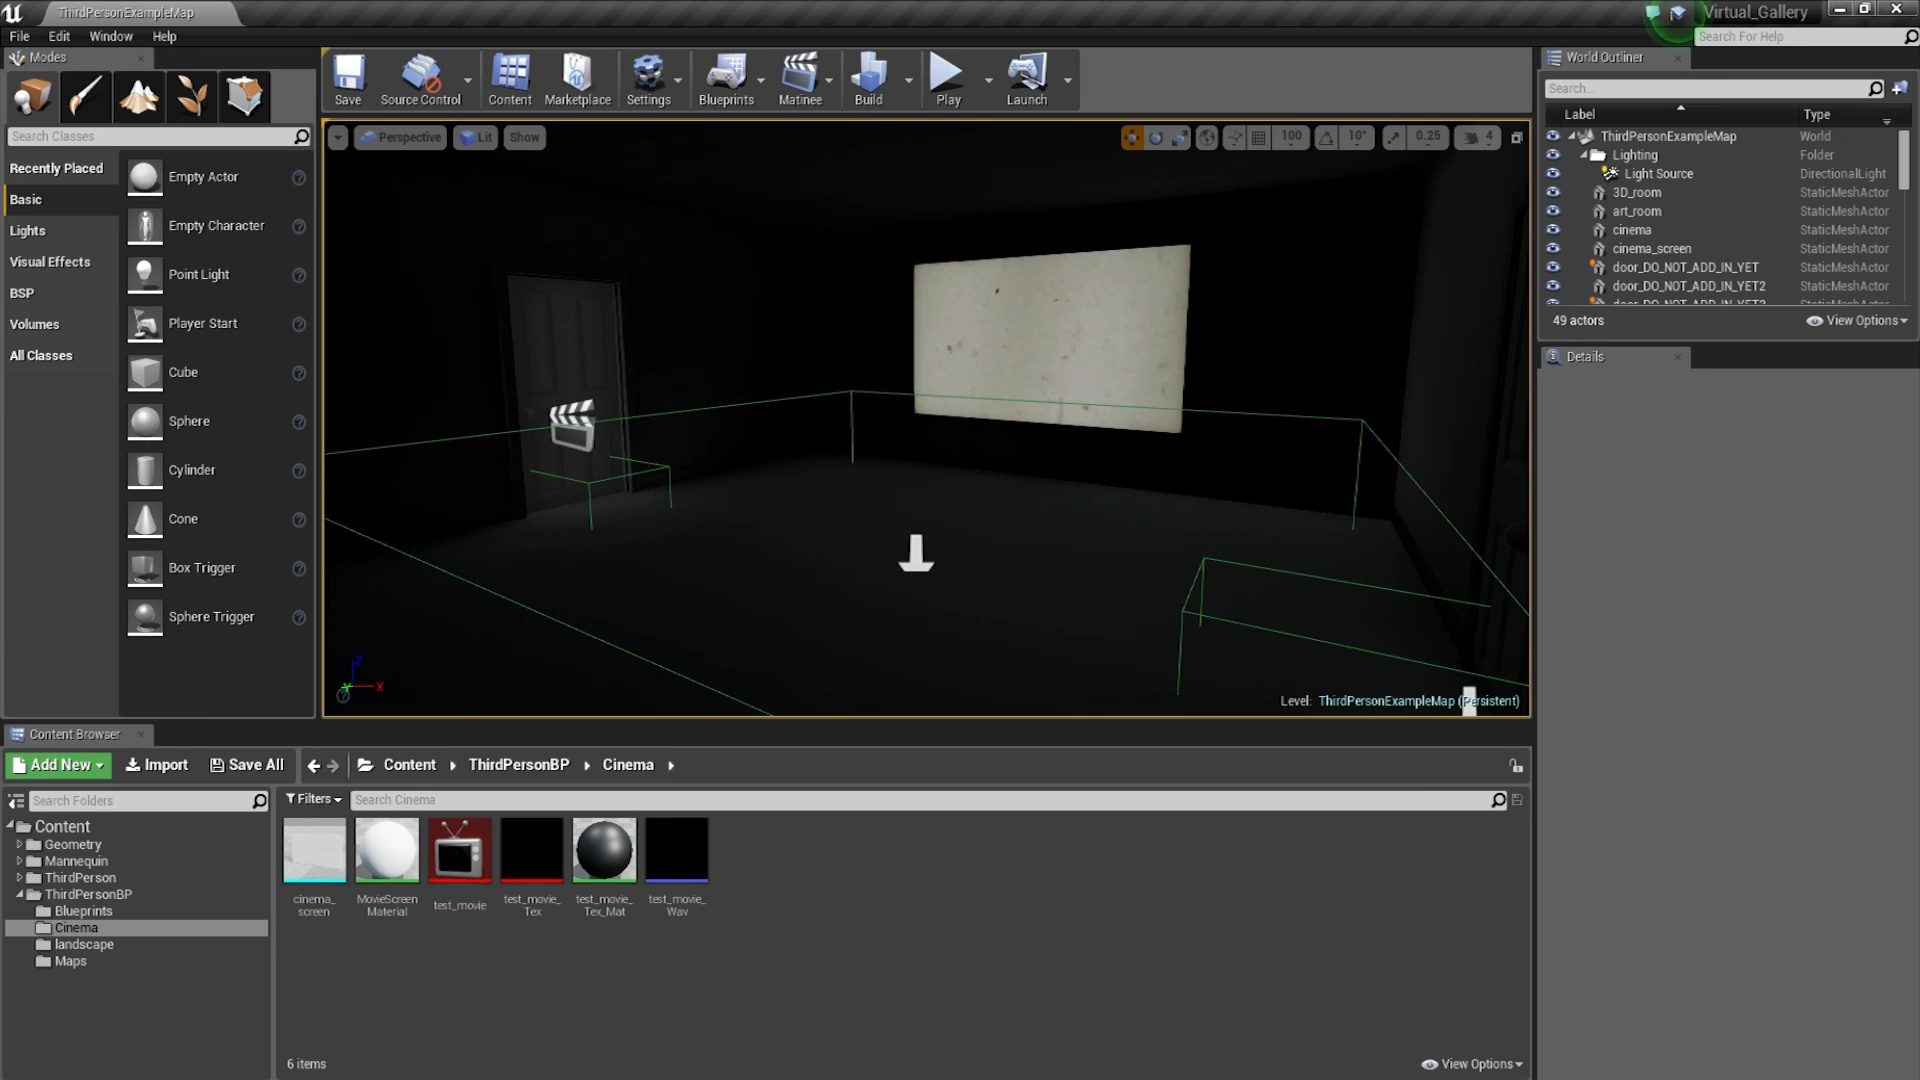 ThirdPersonExampleMap
Virtual_Gallery
File Edit Window Help
Search For Help
Modes
Save
Source Control
Content
Marketplace
Settings
Blueprints
Matinee
Build
Play
Launch
World Outliner
Search...
Search Classes
Perspective
Lit
Show
100
10°
0.25
4
Label
Type
Recently Placed
Basic
Lights
Visual Effects
BSP
Volumes
All Classes
Empty Actor
Empty Character
Point Light
Player Start
Cube
Sphere
Cylinder
Cone
Box Trigger
Sphere Trigger
ThirdPersonExampleMap World
Lighting Folder
Light Source DirectionalLight
3D_room StaticMeshActor
art_room StaticMeshActor
cinema StaticMeshActor
cinema_screen StaticMeshActor
door_DO_NOT_ADD_IN_YET StaticMeshActor
door_DO_NOT_ADD_IN_YET2 StaticMeshActor
door_DO_NOT_ADD_IN_YET3 StaticMeshActor
49 actors
View Options
Details
Z
X
Level: ThirdPersonExampleMap (Persistent)
Content Browser
Add New
Import
Save All
Content
ThirdPersonBP
Cinema
Search Folders
Filters
Search Cinema
Content
Geometry
Mannequin
ThirdPerson
ThirdPersonBP
Blueprints
Cinema
landscape
Maps
cinema_
screen
MovieScreen
Material
test_movie
test_movie_
Tex
test_movie_
Tex_Mat
test_movie_
Wav
6 items
View Options